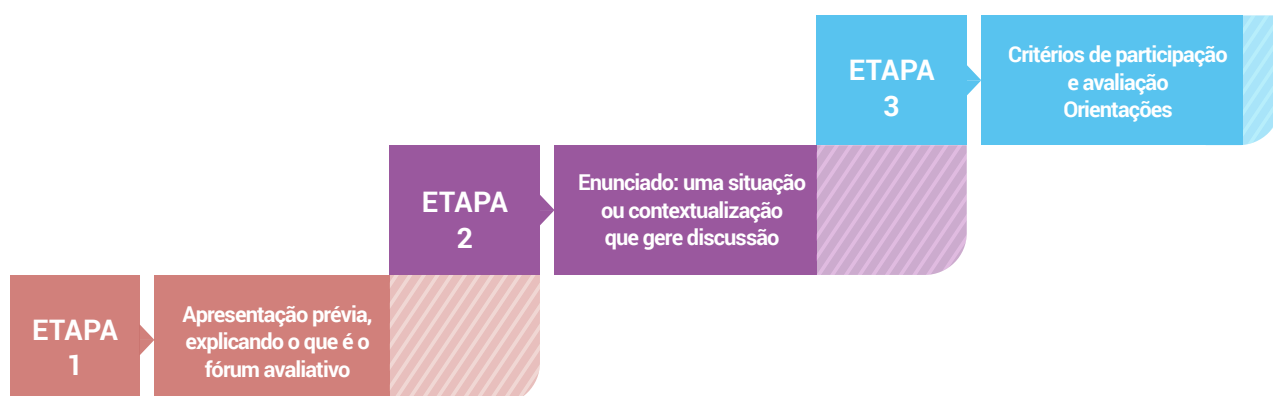 ETAPA
1
Apresentação prévia,
explicando o que é o
fórum avaliativo
ETAPA
2
Enunciado: uma situação
ou contextualização
que gere discussão
ETAPA
3
Critérios de participação
e avaliação
Orientações